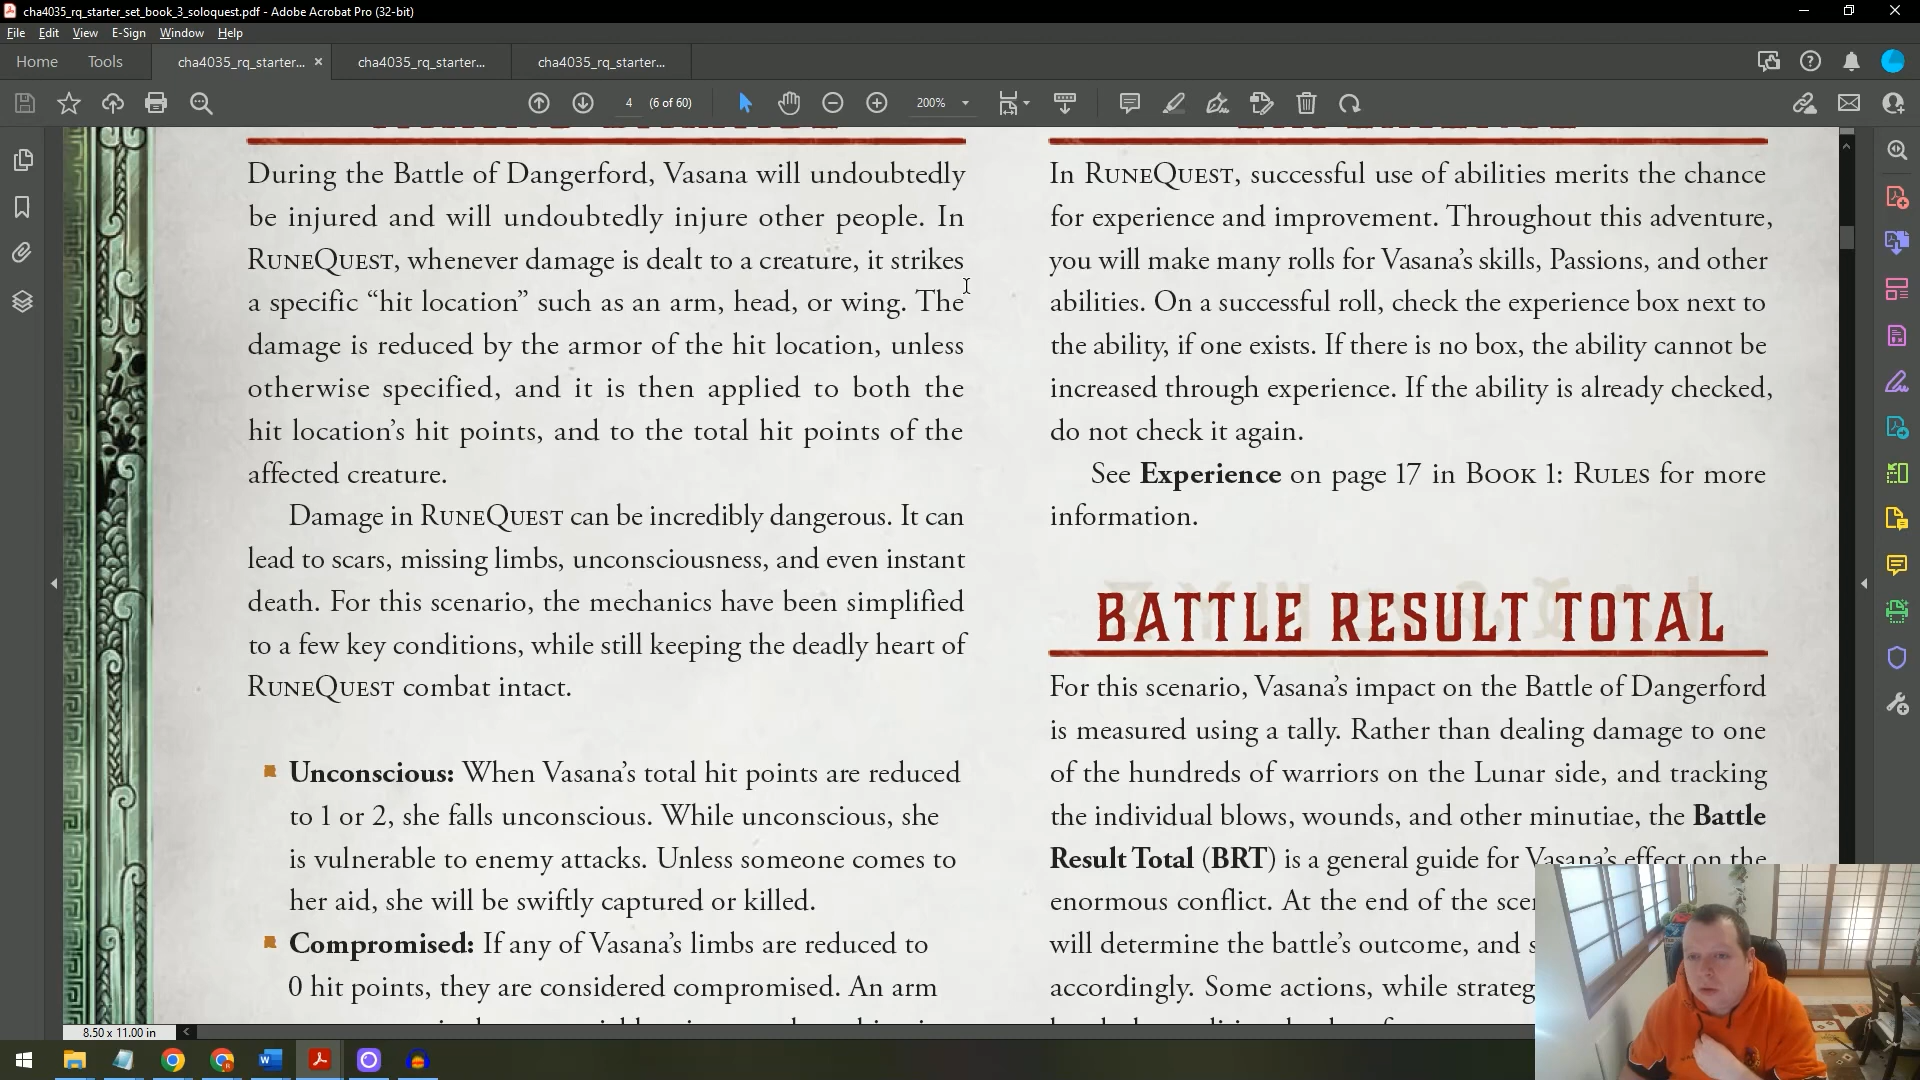 cha4035_rq_starter_set_book_3_soloquest.pdf - Adobe Acrobat Pro (32-bit)
File Edit View E-Sign Window Help
Home Tools cha4035_rq_starter... × cha4035_rq_starter... cha4035_rq_starter...
4 (6 of 60) 200%
During the Battle of Dangerford, Vasana will undoubtedly
be injured and will undoubtedly injure other people. In
RUNEQUEST, whenever damage is dealt to a creature, it strikes
a specific “hit location” such as an arm, head, or wing. The
damage is reduced by the armor of the hit location, unless
otherwise specified, and it is then applied to both the
hit location’s hit points, and to the total hit points of the
affected creature.
Damage in RUNEQUEST can be incredibly dangerous. It can
lead to scars, missing limbs, unconsciousness, and even instant
death. For this scenario, the mechanics have been simplified
to a few key conditions, while still keeping the deadly heart of
RUNEQUEST combat intact.
Unconscious: When Vasana’s total hit points are reduced
to 1 or 2, she falls unconscious. While unconscious, she
is vulnerable to enemy attacks. Unless someone comes to
her aid, she will be swiftly captured or killed.
Compromised: If any of Vasana’s limbs are reduced to
0 hit points, they are considered compromised. An arm
In RUNEQUEST, successful use of abilities merits the chance
for experience and improvement. Throughout this adventure,
you will make many rolls for Vasana’s skills, Passions, and other
abilities. On a successful roll, check the experience box next to
the ability, if one exists. If there is no box, the ability cannot be
increased through experience. If the ability is already checked,
do not check it again.
See Experience on page 17 in BOOK 1: RULES for more
information.
BATTLE RESULT TOTAL
For this scenario, Vasana’s impact on the Battle of Dangerford
is measured using a tally. Rather than dealing damage to one
of the hundreds of warriors on the Lunar side, and tracking
the individual blows, wounds, and other minutiae, the Battle
Result Total (BRT) is a general guide for Vasana’s effect on the
enormous conflict. At the end of the
will determine the battle’s outcome, and
accordingly. Some actions, while
8.50 x 11.00 in